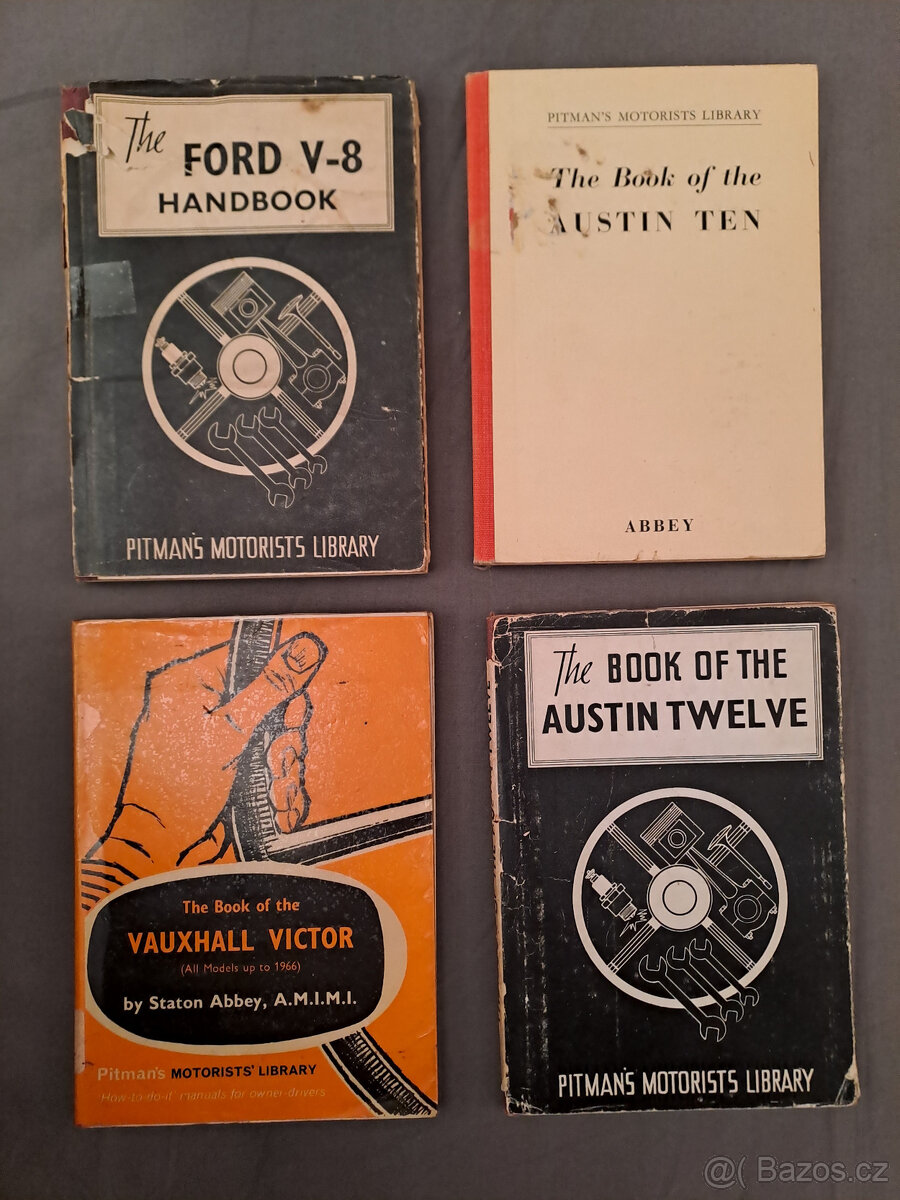 The
FORD V-8
HANDBOOK
PITMAN'S MOTORISTS LIBRARY
PITMAN'S MOTORISTS LIBRARY
The Book of the
AUSTIN TEN
ABBEY
The Book of the
VAUXHALL VICTOR
(All Models up to 1966)
by Staton Abbey, A.M.I.M.I.
Pitman's MOTORISTS' LIBRARY
'How-to-do-it' manuals for owner-drivers
The BOOK OF THE
AUSTIN TWELVE
PITMAN'S MOTORISTS LIBRARY
@( Bazos.cz